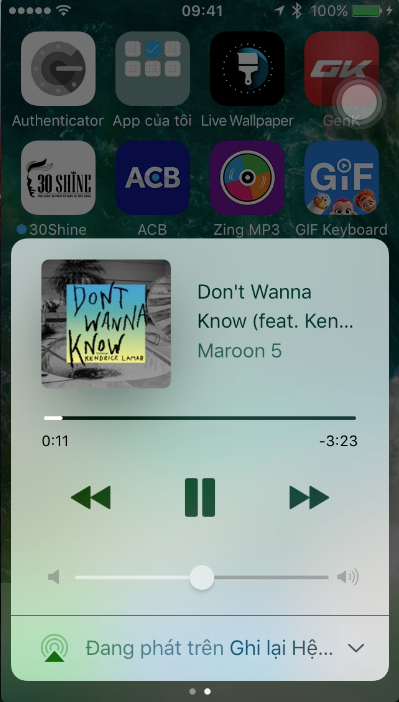 09:41
100%
GK
Authenticator
App của tôi
Live Wallpaper
GenK
30 SHINE
ACB
GIF
30Shine
ACB
Zing MP3
GIF Keyboard
DONT
WANNA
KNOW
KENDRICK LAMAR
Don't Wanna
Know (feat. Ken...
Maroon 5
0:11
-3:23
Đang phát trên Ghi lại Hệ...